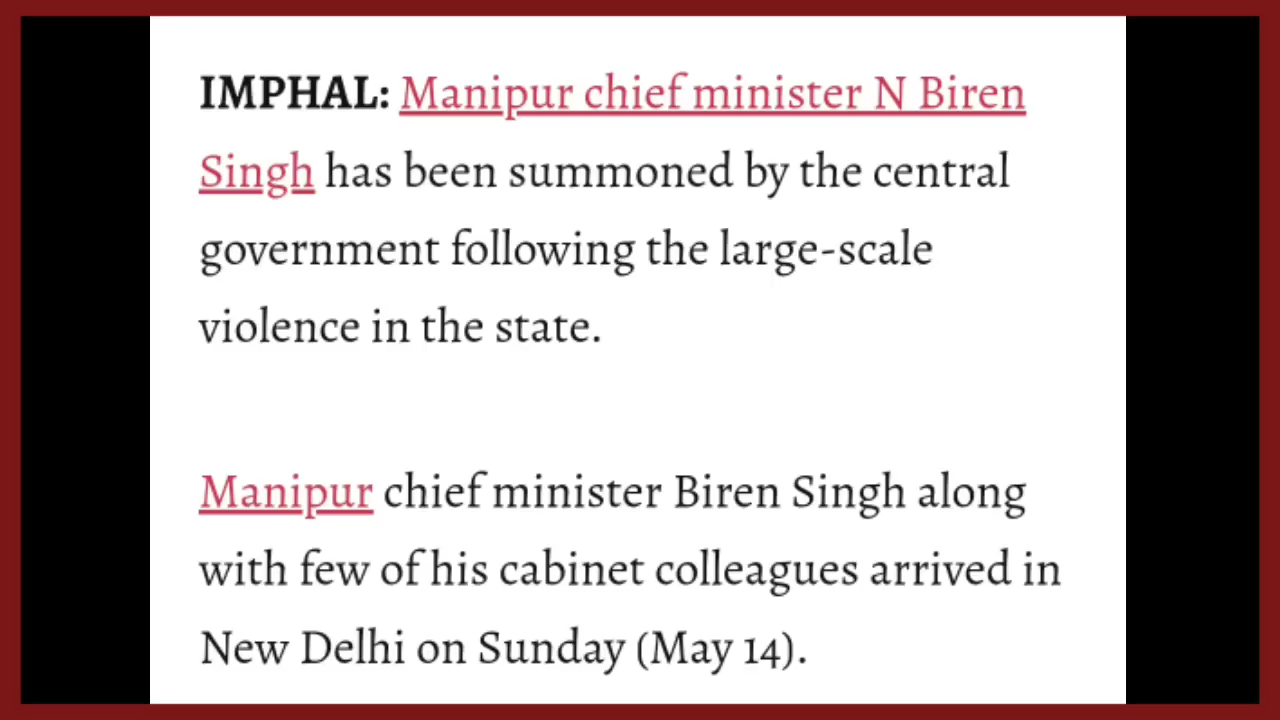 IMPHAL: Manipur chief minister N Biren
Singh has been summoned by the central
government following the large-scale
violence in the state.
Manipur chief minister Biren Singh along
with few of his cabinet colleagues arrived in
New Delhi on Sunday (May 14).